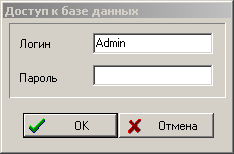 Доступ к базе данных
Логин Admin
Пароль
OK Отмена